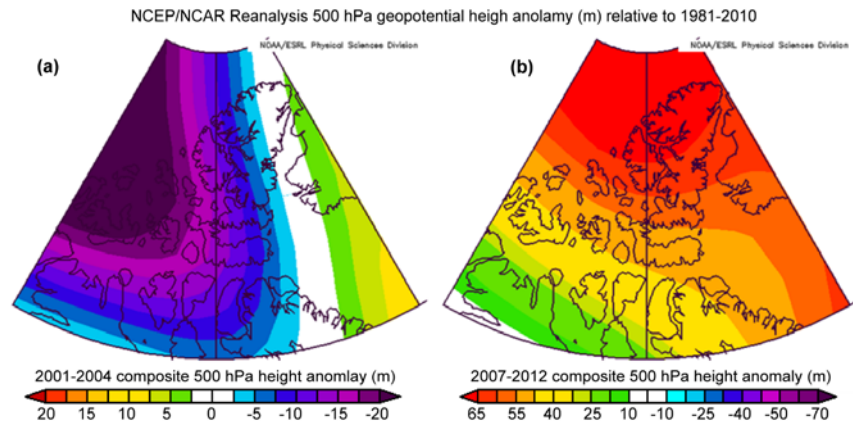 NCEP/NCAR Reanalysis 500 hPa geopotential heigh anolamy (m) relative to 1981-2010
NOAA/ESRL Physical Sciencees Division
NOAA/ESRL Physical Sciencees Division
(a)
(b)
2001-2004 composite 500 hPa height anomlay (m)
20 15 10 5 0 -5 -10 -15 -20
2007-2012 composite 500 hPa height anomaly (m)
65 55 40 25 10 -10 -25 -40 -50 -70